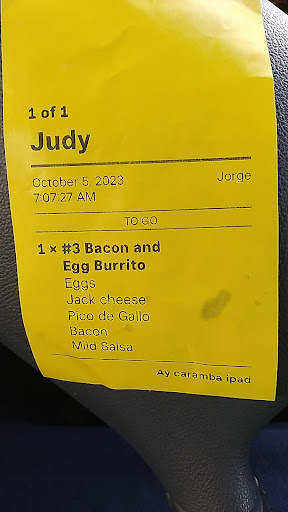 1 of 1
Judy
October 5, 2023 Jorge
7:07:27 AM
TO GO
1 × #3 Bacon and
Egg Burrito
Eggs
Jack cheese
Pico de Gallo
Bacon
Mild Salsa
Ay caramba ipad